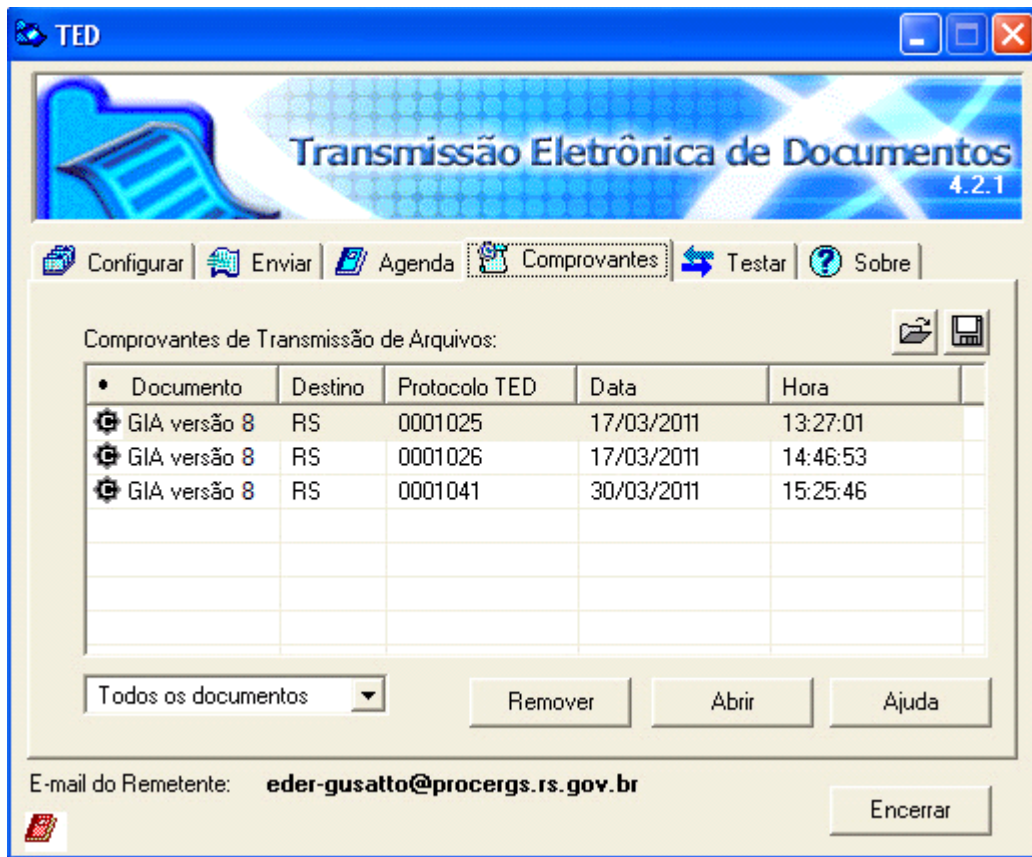 TED
Transmissão Eletrônica de Documentos
4.2.1
Configurar Enviar Agenda Comprovantes Testar Sobre
Comprovantes de Transmissão de Arquivos:
Documento Destino Protocolo TED Data Hora
GIA versão 8 RS 0001025 17/03/2011 13:27:01
GIA versão 8 RS 0001026 17/03/2011 14:46:53
GIA versão 8 RS 0001041 30/03/2011 15:25:46
Todos os documentos Remover Abrir Ajuda
E-mail do Remetente: eder-gusatto@procergs.rs.gov.br
Encerrar